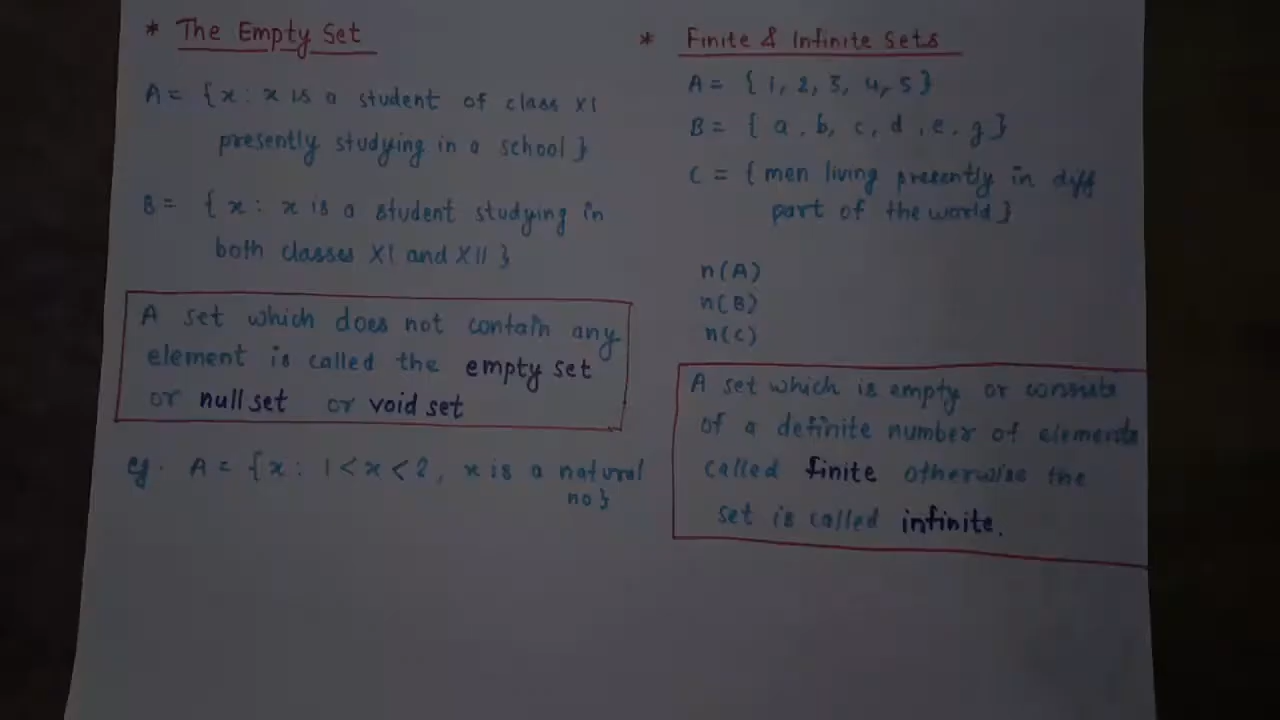 * The Empty Set
A = {x : x is a student of class XI
presently studying in a school}
B = {x : x is a student studying in
both classes XI and XII}
A set which does not contain any
element is called the empty set
or null set or void set
eg. A = {x : 1 < x < 2, x is a natural
no}
* Finite & Infinite Sets
A = {1, 2, 3, 4, 5}
B = {a, b, c, d, e, g}
C = {men living presently in diff
part of the world}
n(A)
n(B)
n(C)
A set which is empty or consists
of a definite number of elements
called finite otherwise the
set is called infinite.